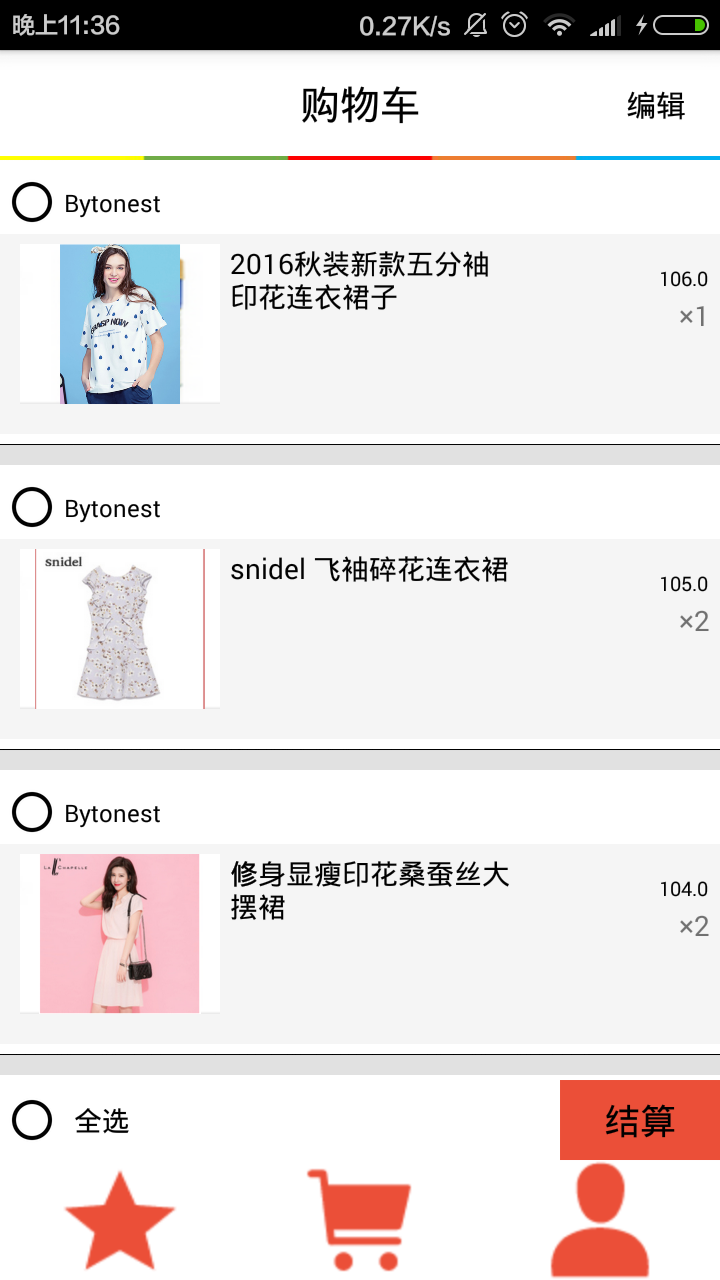 晚上11:36 0.27K/s
购物车 编辑
Bytonest
2016秋装新款五分袖
印花连衣裙子
106.0
×1
Bytonest
snidel
snidel 飞袖碎花连衣裙
105.0
×2
Bytonest
LA CHAPELLE
修身显瘦印花桑蚕丝大
摆裙
104.0
×2
全选 结算